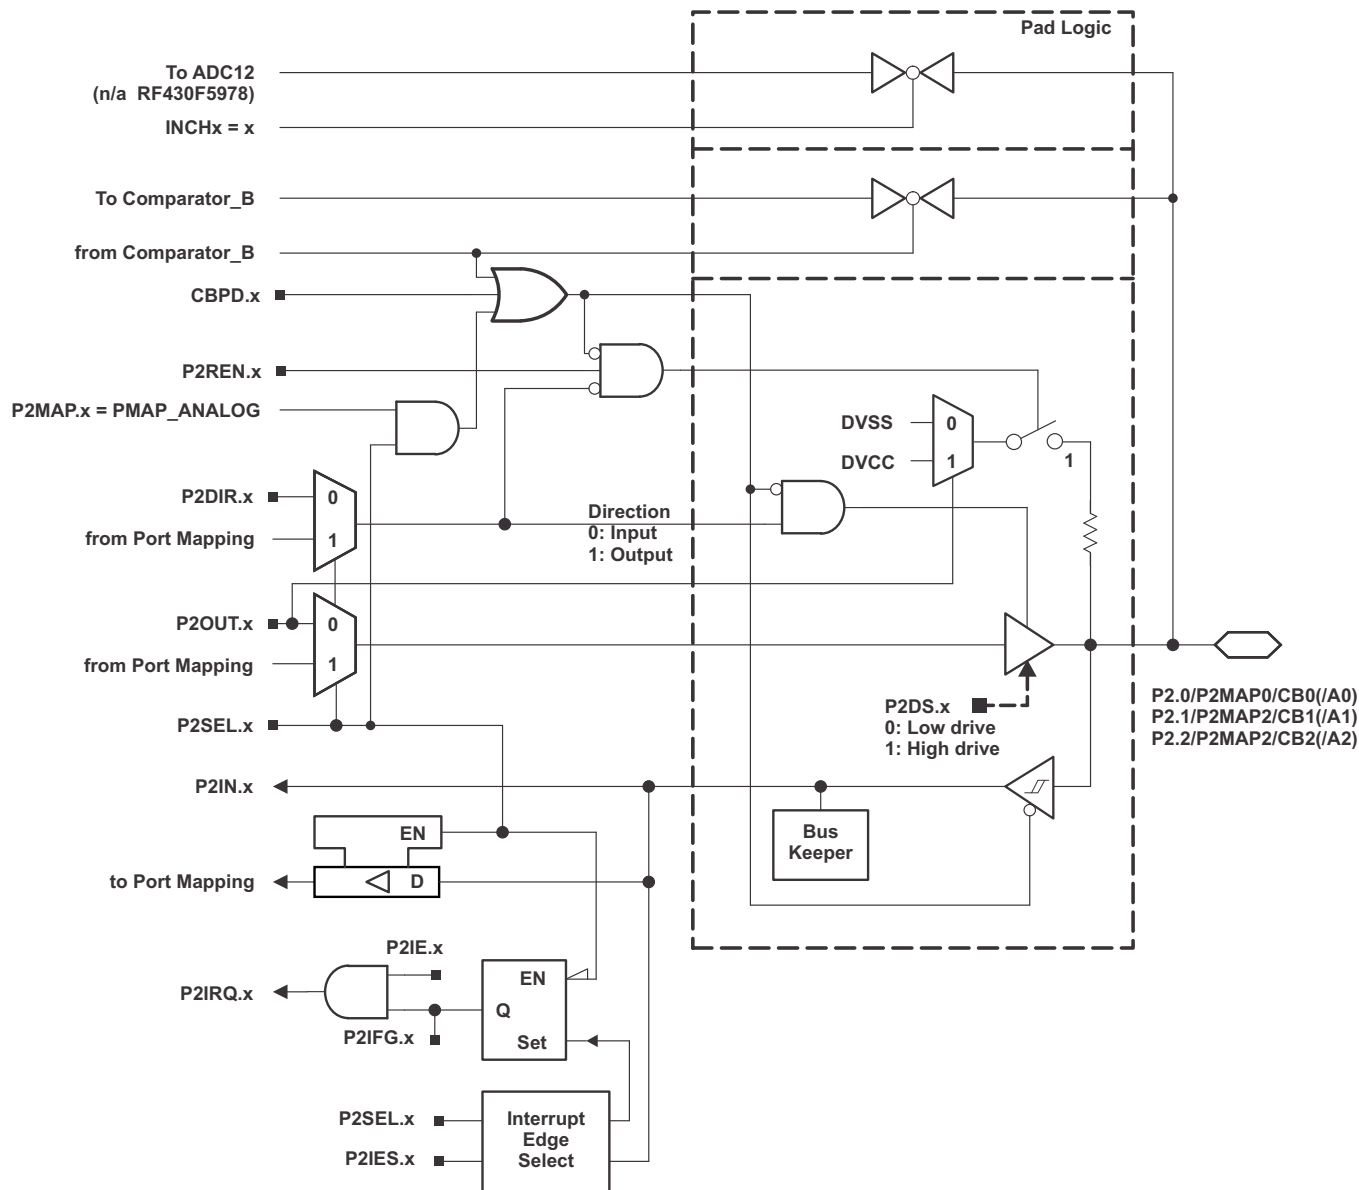 Pad Logic
To ADC12
(n/a RF430F5978)
INCHx = x
To Comparator_B
from Comparator_B
CBPD.x
P2REN.x
P2MAP.x = PMAP_ANALOG
DVSS
0
DVCC
1
1
P2DIR.x
0
from Port Mapping
1
Direction
0: Input
1: Output
P2OUT.x
0
from Port Mapping
1
P2SEL.x
P2DS.x
0: Low drive
1: High drive
P2.0/P2MAP0/CB0(/A0)
P2.1/P2MAP2/CB1(/A1)
P2.2/P2MAP2/CB2(/A2)
P2IN.x
Bus
Keeper
EN
to Port Mapping
D
P2IE.x
P2IRQ.x
EN
Q
Set
P2IFG.x
P2SEL.x
P2IES.x
Interrupt
Edge
Select